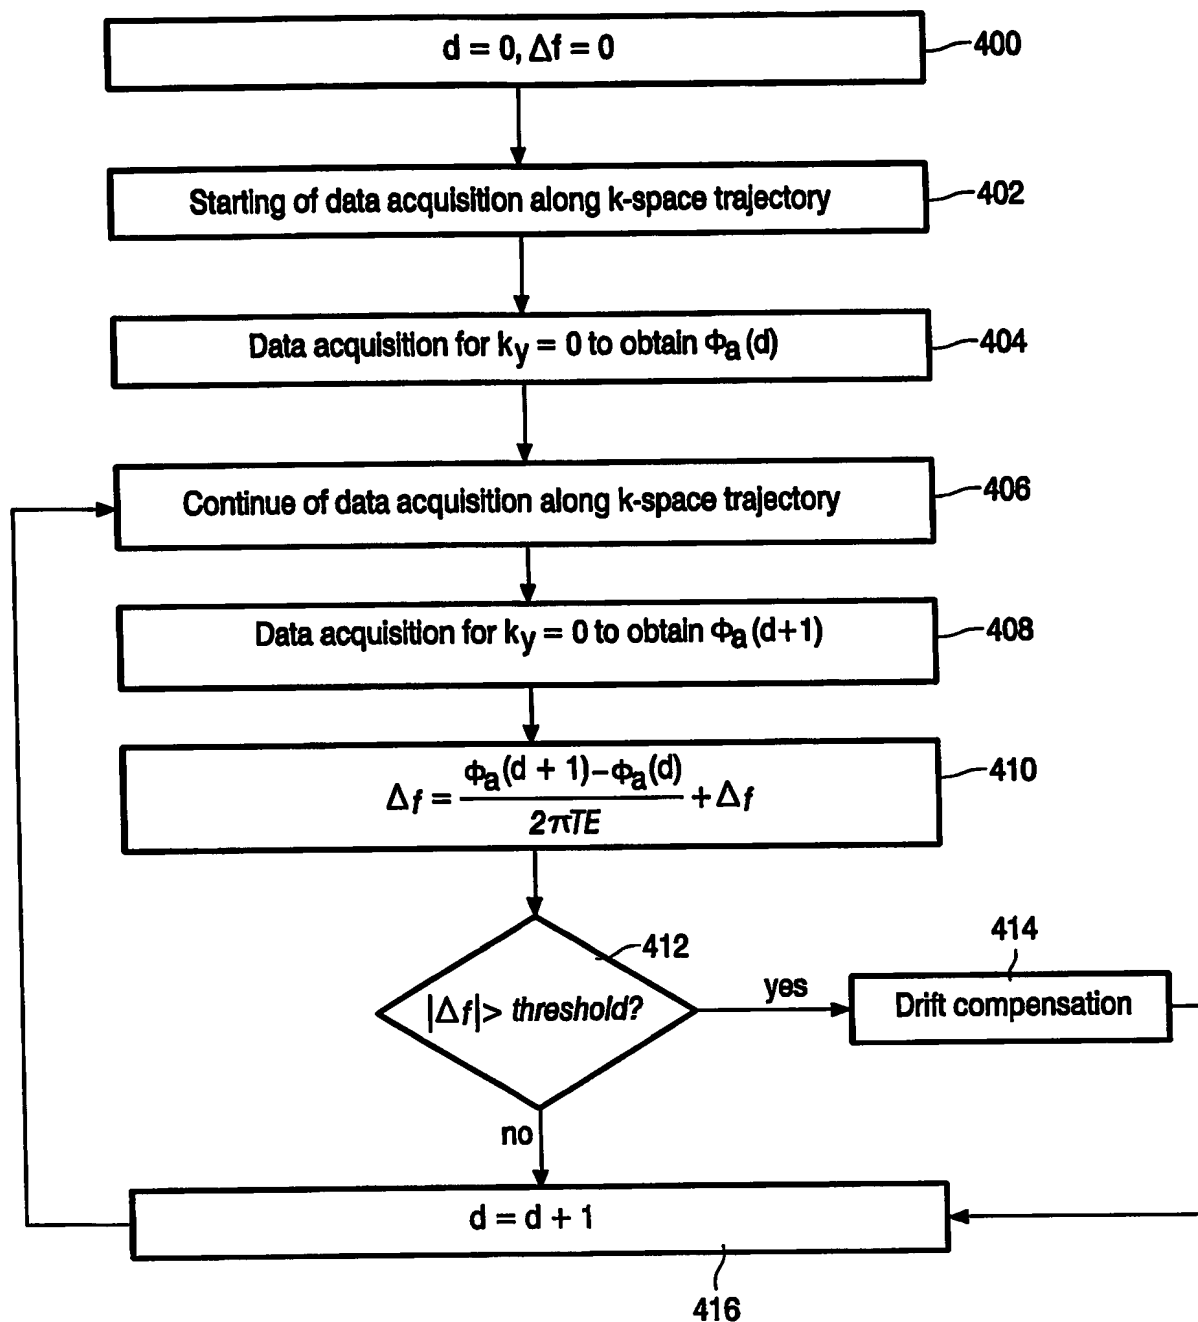 d = 0, Δf = 0
400
Starting of data acquisition along k-space trajectory
402
Data acquisition for ky = 0 to obtain Φa (d)
404
Continue of data acquisition along k-space trajectory
406
Data acquisition for ky = 0 to obtain Φa (d+1)
408
Δf = Φa (d + 1) – Φa (d) / 2πTE + Δf
410
|Δf| > threshold?
412
yes
414
Drift compensation
no
d = d + 1
416